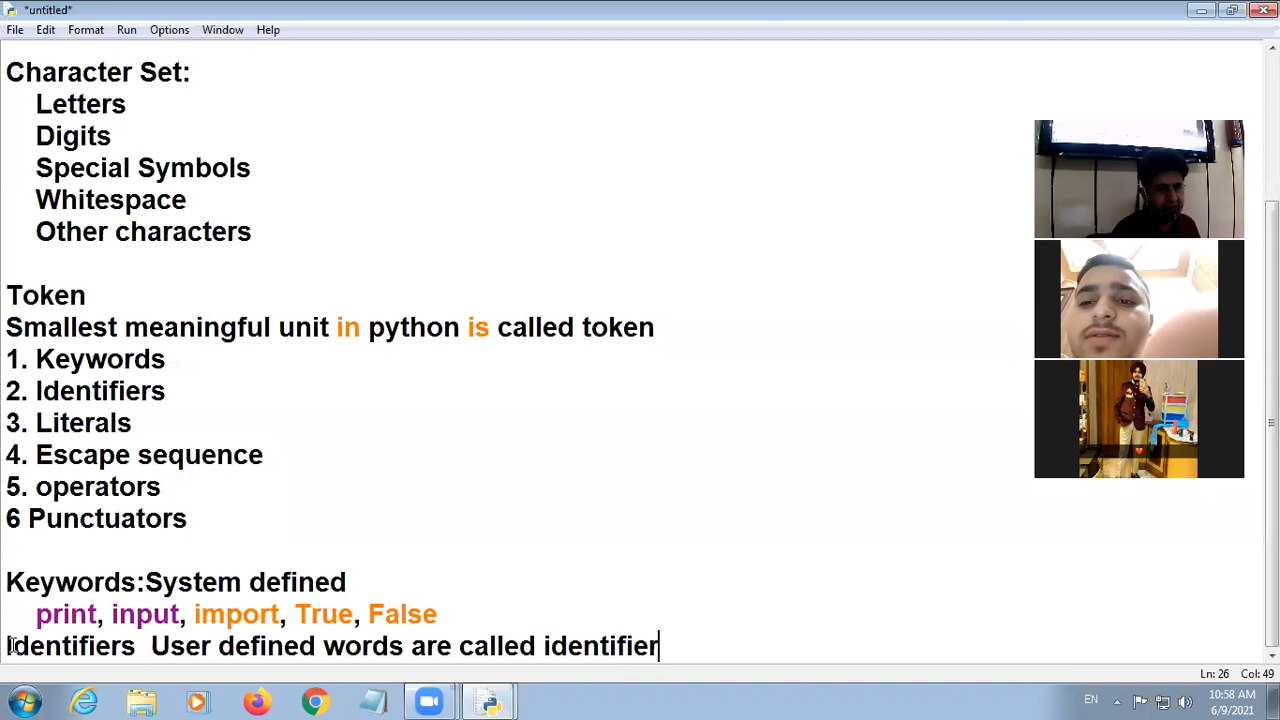 *untitled*
File Edit Format Run Options Window Help
Character Set:
Letters
Digits
Special Symbols
Whitespace
Other characters
Token
Smallest meaningful unit in python is called token
1. Keywords
2. Identifiers
3. Literals
4. Escape sequence
5. operators
6 Punctuators
Keywords:System defined
print, input, import, True, False
Identifiers User defined words are called identifier
Ln: 26 Col: 49
EN
10:58 AM
6/9/2021